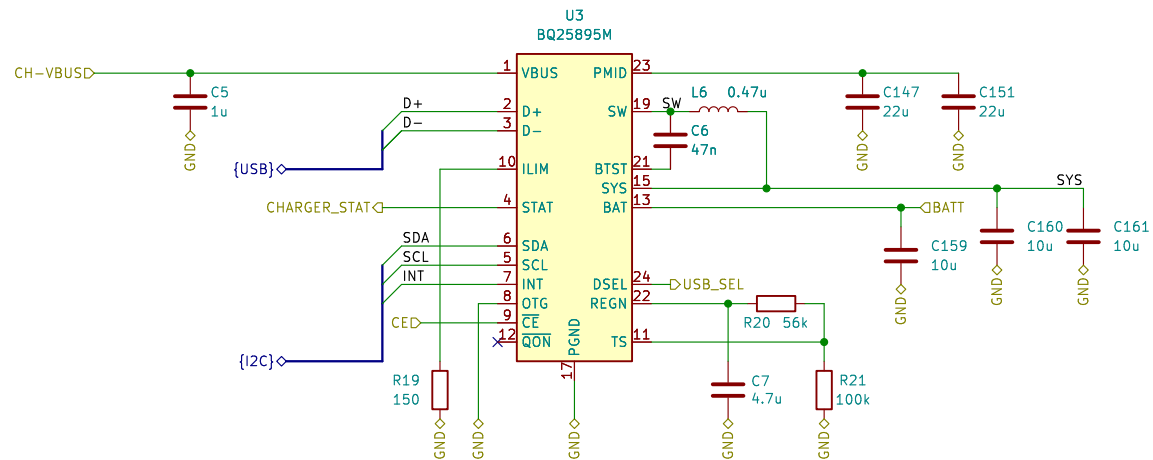 U3
BQ25895M
CH-VBUS
1
VBUS
PMID
23
C5
1u
GND
C147
22u
GND
C151
22u
GND
D+
2
D+
SW
19
SW
L6
0.47u
D-
3
D-
C6
47n
{USB}
10
ILIM
BTST
21
SYS
15
SYS
CHARGER_STAT
4
STAT
BAT
13
BATT
C159
10u
GND
C160
10u
GND
C161
10u
GND
SDA
6
SDA
SCL
5
SCL
INT
7
INT
DSEL
24
USB_SEL
8
OTG
REGN
22
R20
56k
CE
9
CE
12
QON
TS
11
PGND
17
{I2C}
R19
150
C7
4.7u
R21
100k
GND
GND
GND
GND
GND